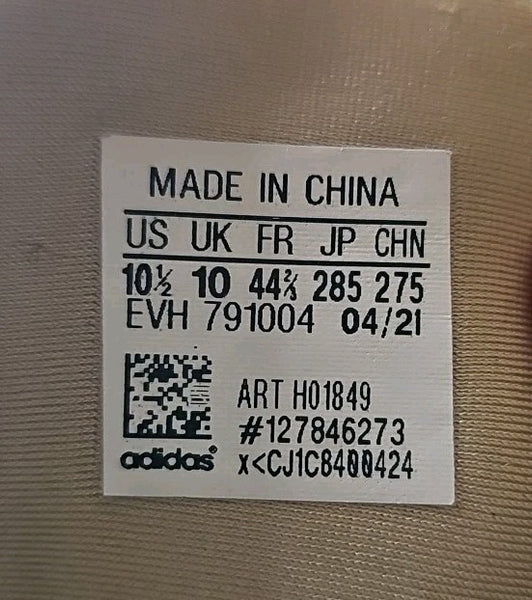 MADE IN CHINA
US UK FR JP CHN
10½ 10 44⅔ 285 275
EVH 791004 04/21
ART H01849
#127846273
adidas® x<CJ1C8400424